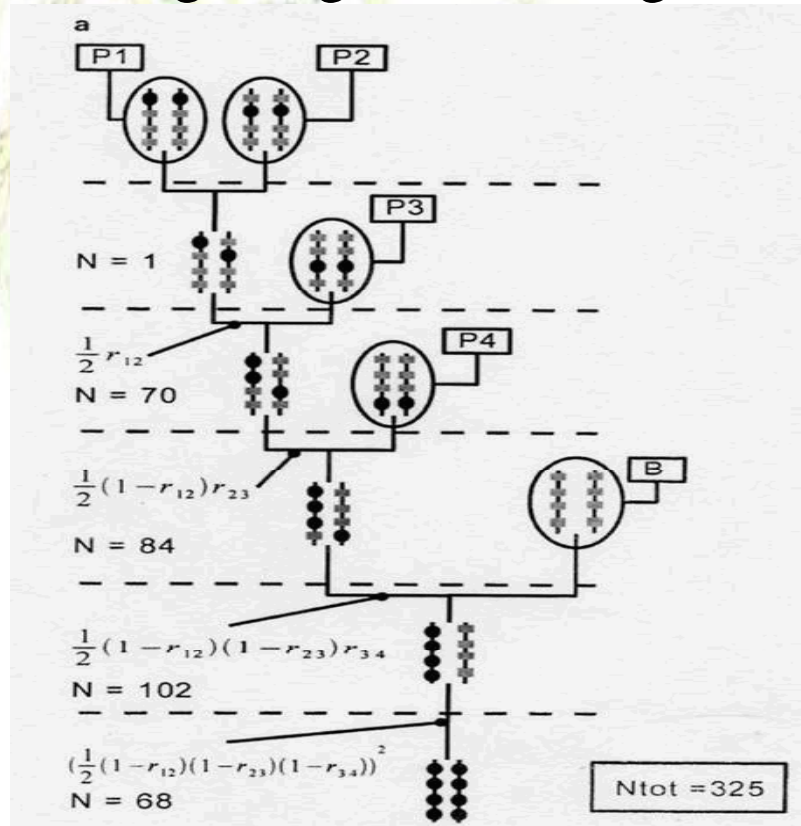 a
P1 P2
P3
N = 1
P4
1/2 r₁₂
N = 70
B
1/2 (1-r₁₂)r₂₃
N = 84
1/2 (1-r₁₂)(1-r₂₃)r₃₄
N = 102
(1/2 (1-r₁₂)(1-r₂₃)(1-r₃₄))²
N = 68
Ntot =325